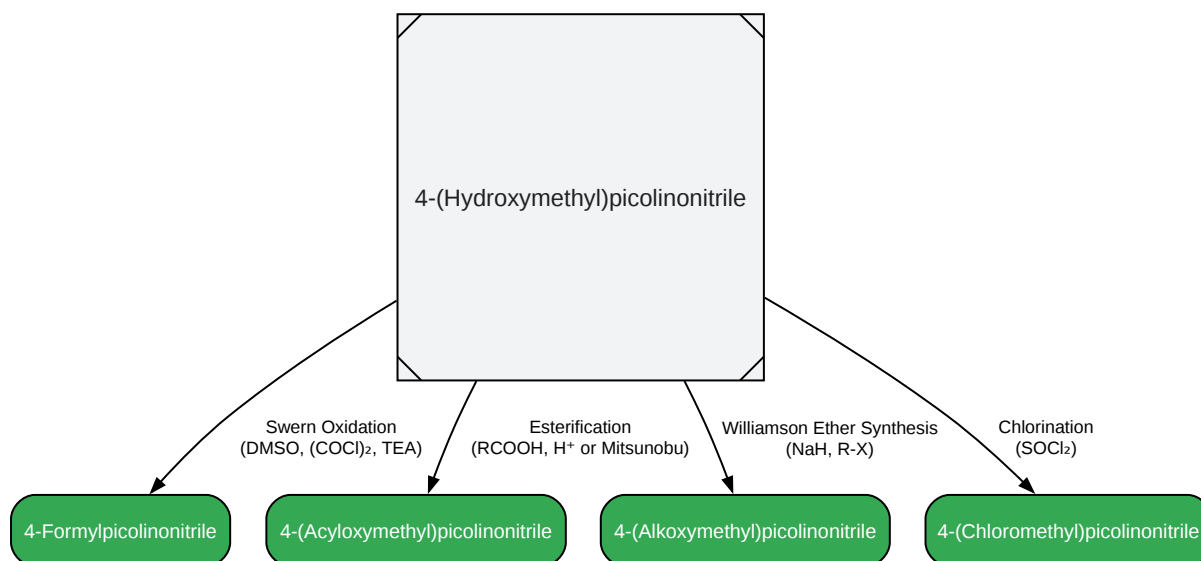 4-(Hydroxymethyl)picolinonitrile
Swern Oxidation
(DMSO, (COCl)₂, TEA)
Esterification
(RCOOH, H⁺ or Mitsunobu)
Williamson Ether Synthesis
(NaH, R-X)
Chlorination
(SOCl₂)
4-Formylpicolinonitrile
4-(Acyloxymethyl)picolinonitrile
4-(Alkoxymethyl)picolinonitrile
4-(Chloromethyl)picolinonitrile